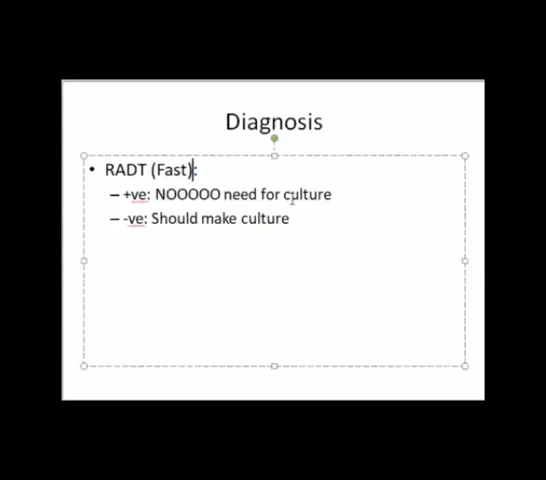 Diagnosis
• RADT (Fast):
– +ve: NOOOOO need for culture
– -ve: Should make culture